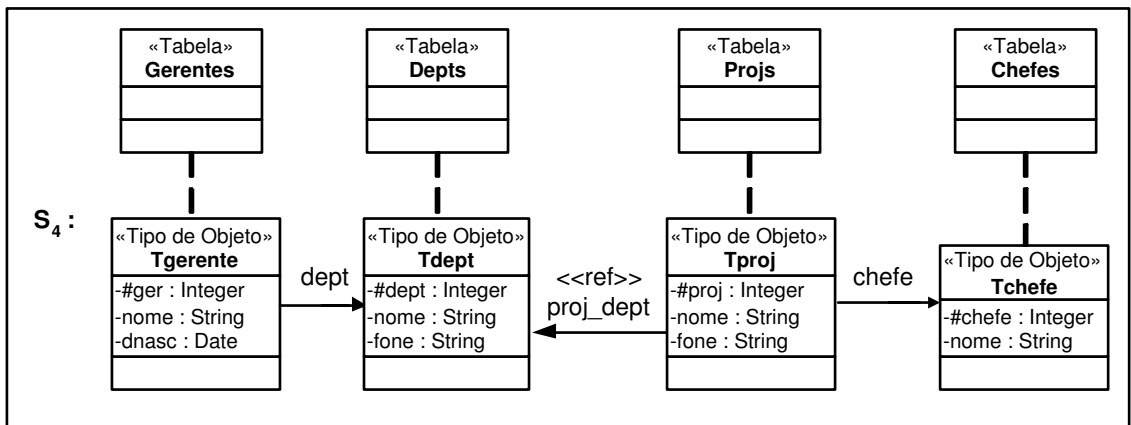 «Tabela»
Gerentes
«Tabela»
Depts
«Tabela»
Projs
«Tabela»
Chefes
S4 :
«Tipo de Objeto»
Tgerente
-#ger : Integer
-nome : String
-dnasc : Date
dept
«Tipo de Objeto»
Tdept
-#dept : Integer
-nome : String
-fone : String
<<ref>>
proj_dept
«Tipo de Objeto»
Tproj
-#proj : Integer
-nome : String
-fone : String
chefe
«Tipo de Objeto»
Tchefe
-#chefe : Integer
-nome : String